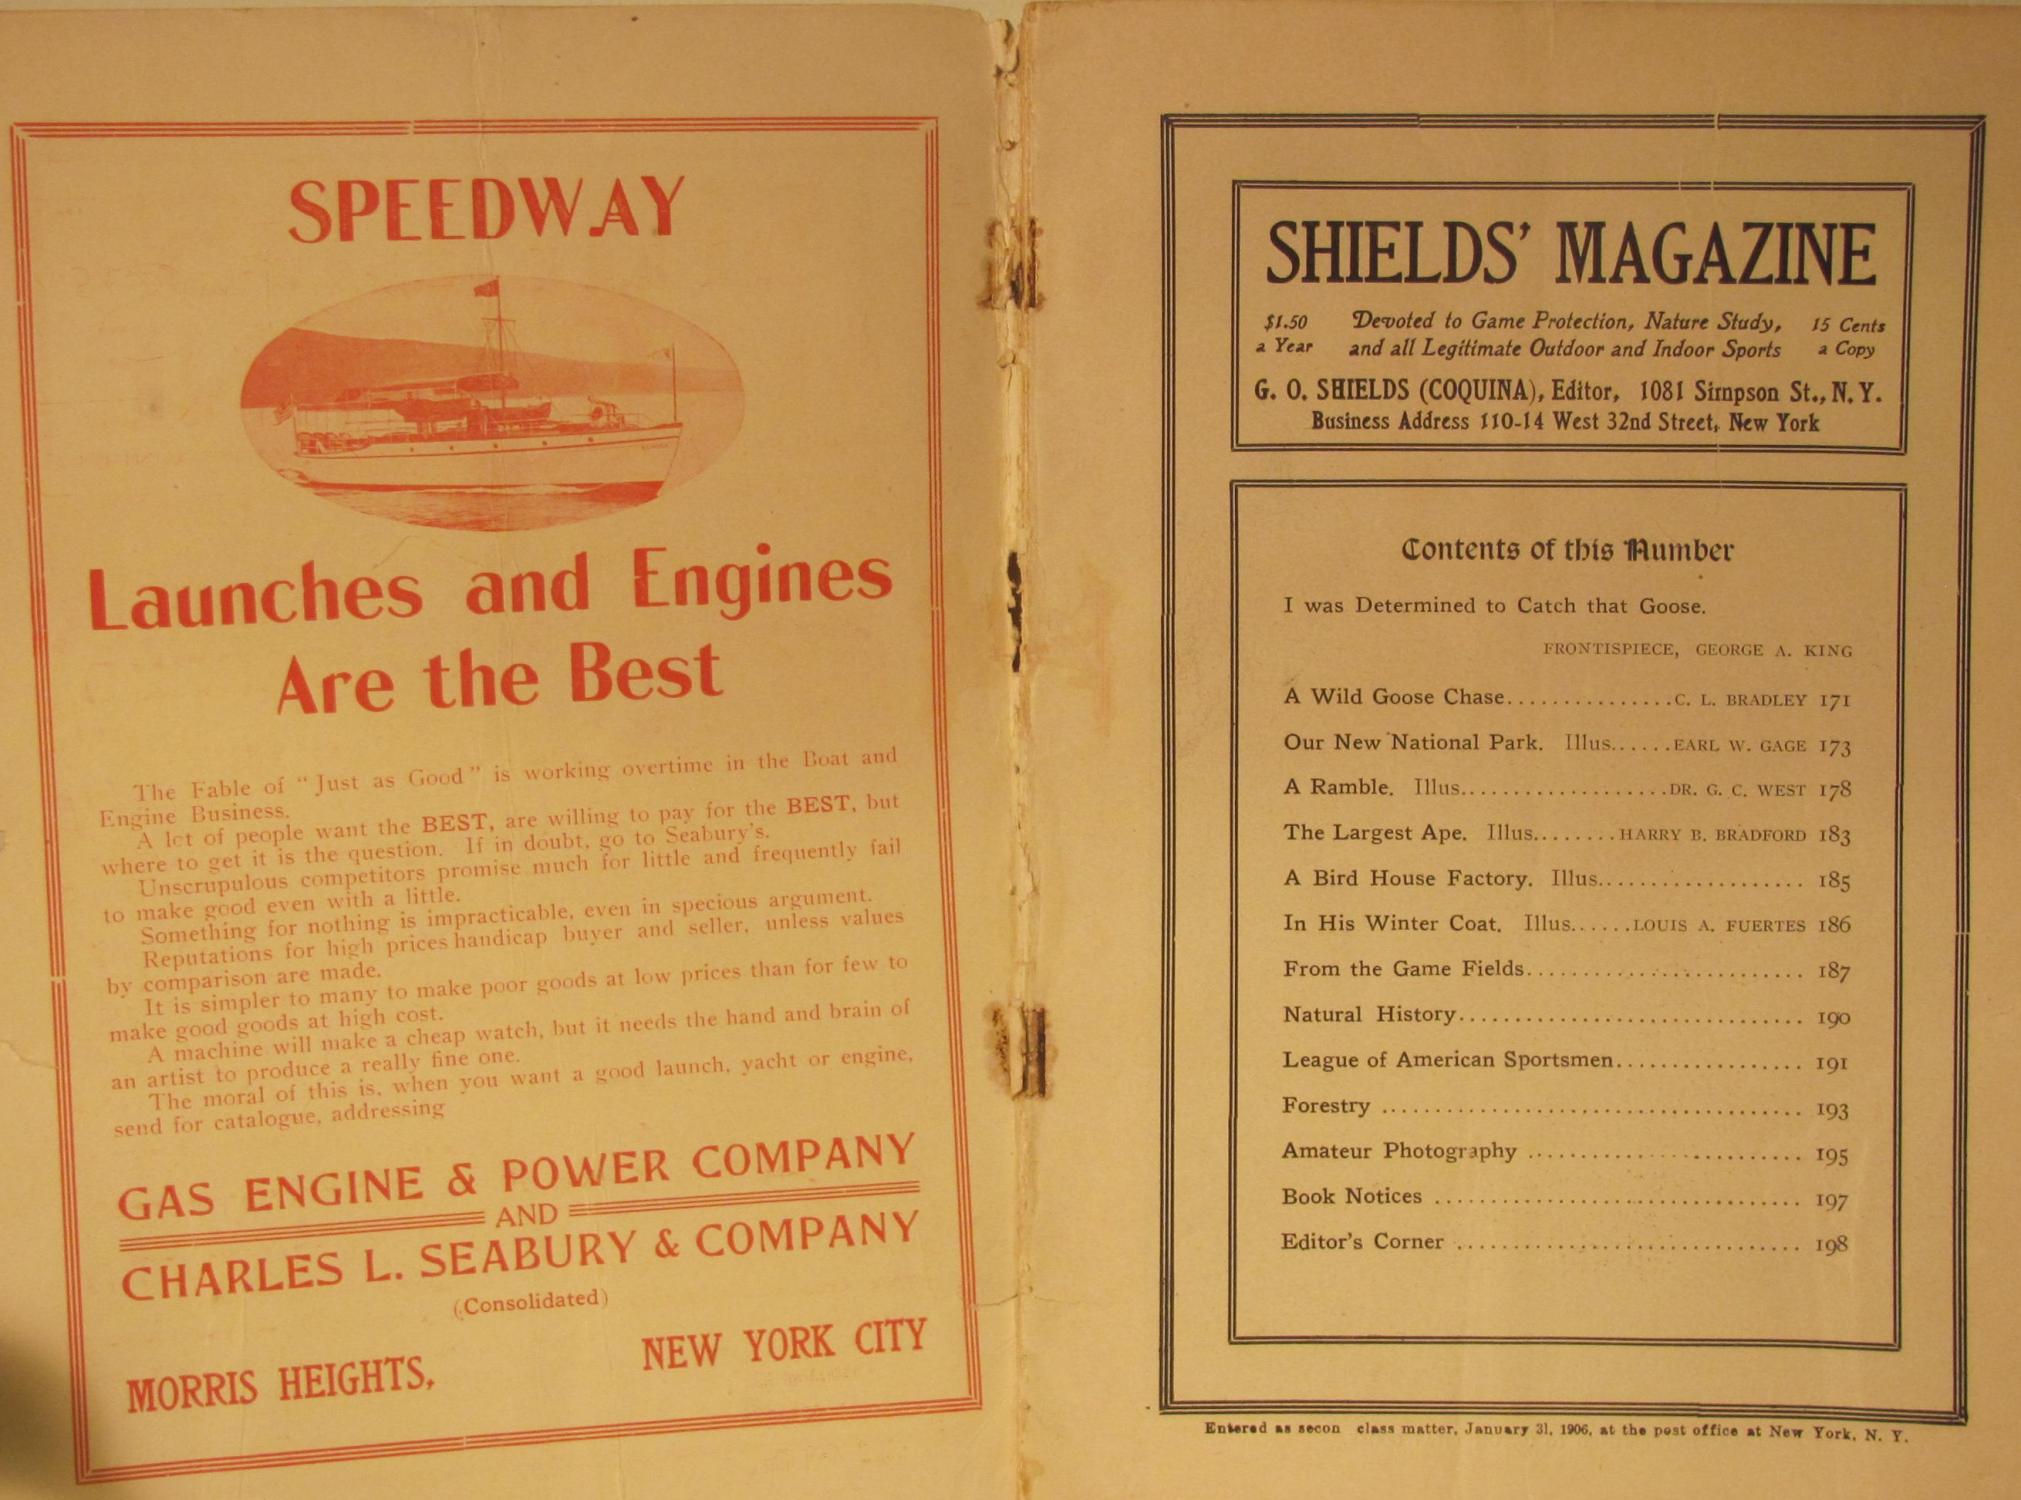 SPEEDWAY
Launches and Engines
Are the Best
The Fable of “Just as Good” is working overtime in the Boat and
Engine Business.
A lot of people want the BEST, are willing to pay for the BEST, but
where to get it is the question. If in doubt, go to Seabury's.
Unscrupulous competitors promise much for little and frequently fail
to make good even with a little.
Something for nothing is impracticable, even in specious argument.
Reputations for high prices handicap buyer and seller, unless values
by comparison are made.
It is simpler to many to make poor goods at low prices than for few to
make good goods at high cost.
A machine will make a cheap watch, but it needs the hand and brain of
an artist to produce a really fine one.
The moral of this is, when you want a good launch, yacht or engine,
send for catalogue, addressing
GAS ENGINE & POWER COMPANY
AND
CHARLES L. SEABURY & COMPANY
(Consolidated)
MORRIS HEIGHTS, NEW YORK CITY
SHIELDS' MAGAZINE
$1.50 Devoted to Game Protection, Nature Study, 15 Cents
a Year and all Legitimate Outdoor and Indoor Sports a Copy
G. O. SHIELDS (COQUINA), Editor, 1081 Simpson St., N. Y.
Business Address 110-14 West 32nd Street, New York
Contents of this Number
I was Determined to Catch that Goose.
FRONTISPIECE, GEORGE A. KING
A Wild Goose Chase...............C. L. BRADLEY 171
Our New National Park. Illus......EARL W. GAGE 173
A Ramble. Illus...................DR. G. C. WEST 178
The Largest Ape. Illus........HARRY B. BRADFORD 183
A Bird House Factory. Illus................... 185
In His Winter Coat. Illus......LOUIS A. FUERTES 186
From the Game Fields......................... 187
Natural History............................... 190
League of American Sportsmen................. 191
Forestry ...................................... 193
Amateur Photography ......................... 195
Book Notices ................................. 197
Editor's Corner ............................... 198
Entered as secon class matter, January 31, 1906, at the post office at New York, N. Y.